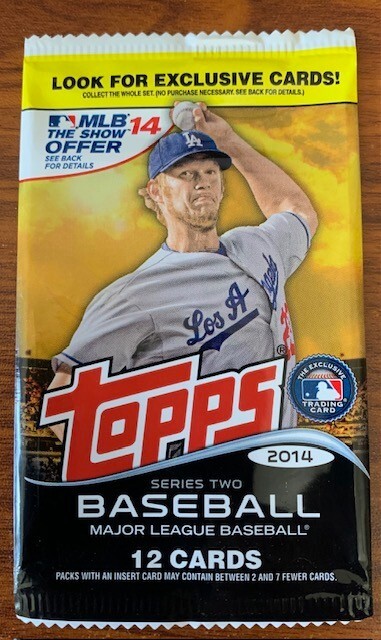 LOOK FOR EXCLUSIVE CARDS!
COLLECT THE WHOLE SET. (NO PURCHASE NECESSARY. SEE BACK FOR DETAILS.)
MLB '14
THE SHOW
OFFER
SEE BACK
FOR DETAILS
LA
Los A
topps®
THE EXCLUSIVE
TRADING
CARD
2014
SERIES TWO
BASEBALL
MAJOR LEAGUE BASEBALL®
12 CARDS
PACKS WITH AN INSERT CARD MAY CONTAIN BETWEEN 2 AND 7 FEWER CARDS.